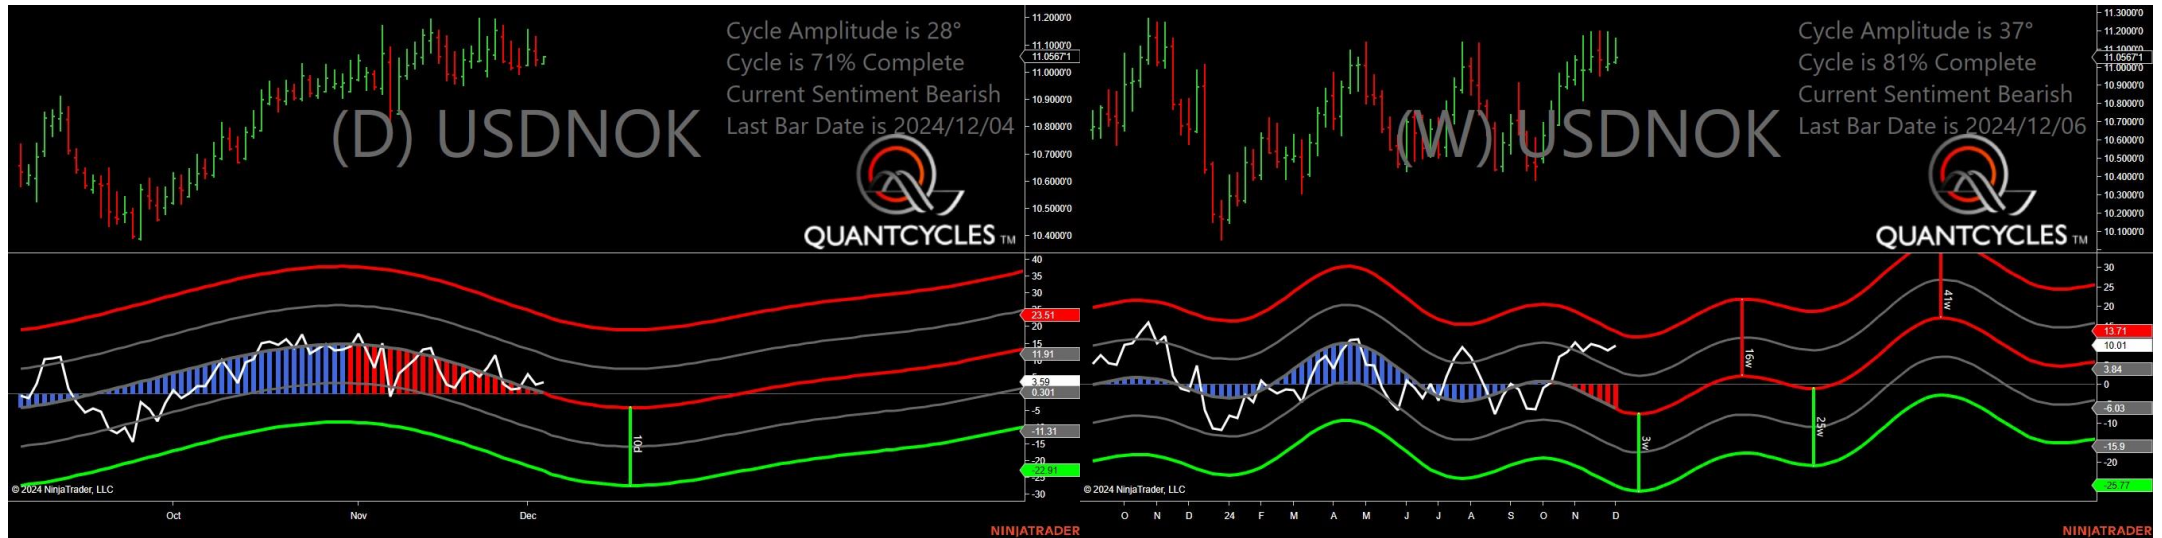 Cycle Amplitude is 28°
Cycle is 71% Complete
Current Sentiment Bearish
Last Bar Date is 2024/12/04
(D) USDNOK
QUANTCYCLES TM
11.2000'0
11.1000'0
11.0567'1
11.0000'0
10.9000'0
10.8000'0
10.7000'0
10.6000'0
10.5000'0
10.4000'0
40
35
30
25
23.51
20
15
11.91
10
5
3.59
0.301
-5
-11.31
-15
-20
-22.91
-25
-30
10d
© 2024 NinjaTrader, LLC
Oct
Nov
Dec
NINJATRADER
Cycle Amplitude is 37°
Cycle is 81% Complete
Current Sentiment Bearish
Last Bar Date is 2024/12/06
(W) USDNOK
QUANTCYCLES TM
11.3000'0
11.2000'0
11.1000'0
11.0567'1
11.0000'0
10.9000'0
10.8000'0
10.7000'0
10.6000'0
10.5000'0
10.4000'0
10.3000'0
10.2000'0
10.1000'0
30
25
20
13.71
10.01
3.84
0
-6.03
-10
-15.9
-20
-25.77
3w
16w
25w
41w
© 2024 NinjaTrader, LLC
O N D 24 F M A M J J A S O N D
NINJATRADER